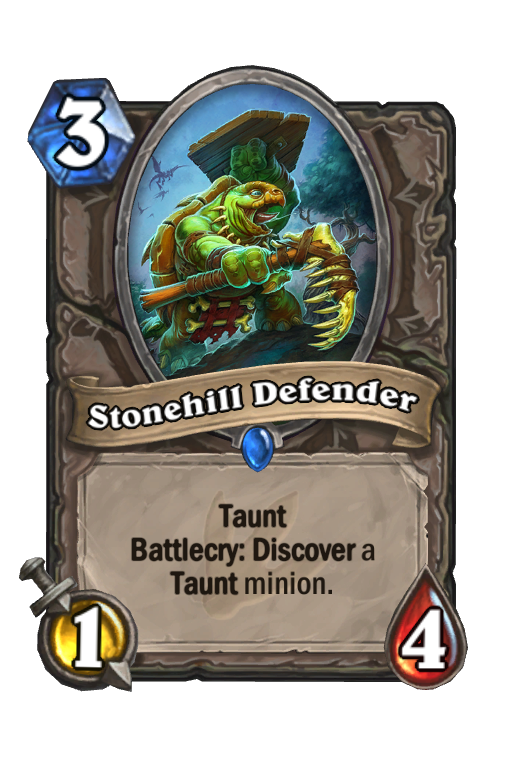 3
Stonehill Defender
Taunt
Battlecry: Discover a
Taunt minion.
1
4